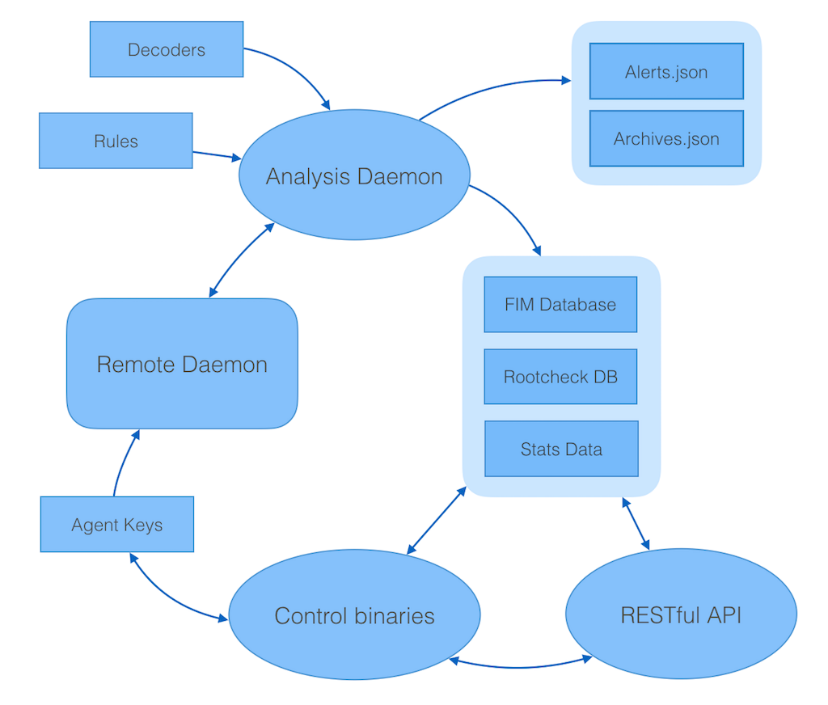 Decoders
Alerts.json
Rules
Archives.json
Analysis Daemon
FIM Database
Remote Daemon
Rootcheck DB
Stats Data
Agent Keys
Control binaries
RESTful API